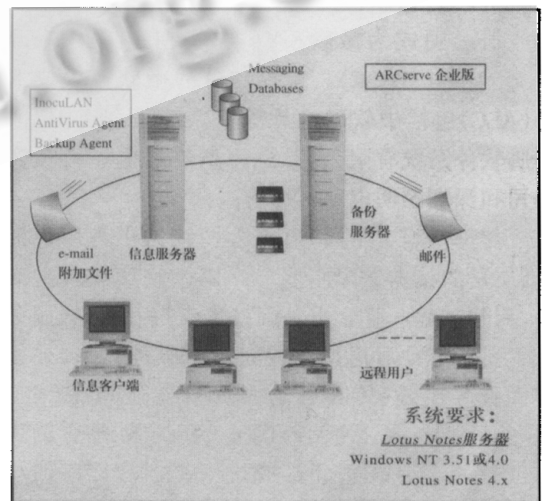 Messaging
Databases
ARCserve 企业版
InocuLAN
AntiVirus Agent
Backup Agent
备份
服务器
e-mail
附加文件
信息服务器
邮件
信息客户端
远程用户
系统要求：
Lotus Notes服务器
Windows NT 3.51或4.0
Lotus Notes 4.x